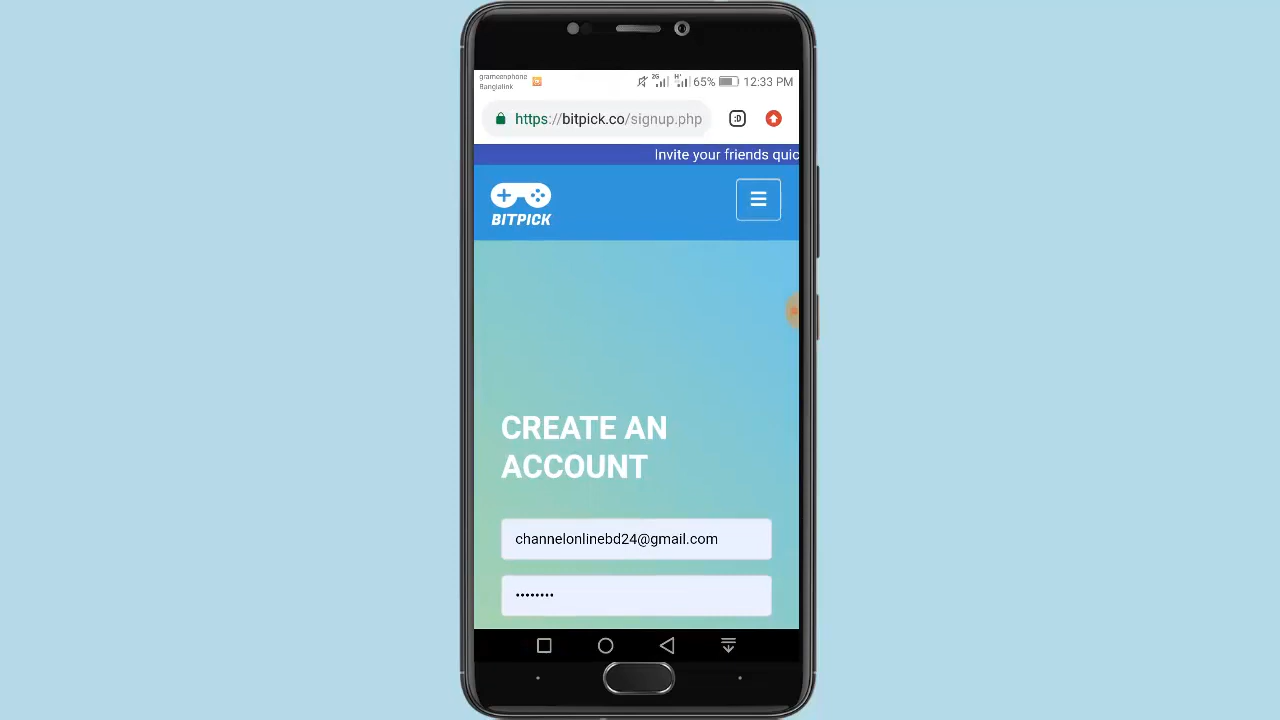 grameenphone
Banglalink
2G
H+
65%
12:33 PM
https://bitpick.co/signup.php
:D
Invite your friends quic
BITPICK
CREATE AN
ACCOUNT
channelonlinebd24@gmail.com
••••••••